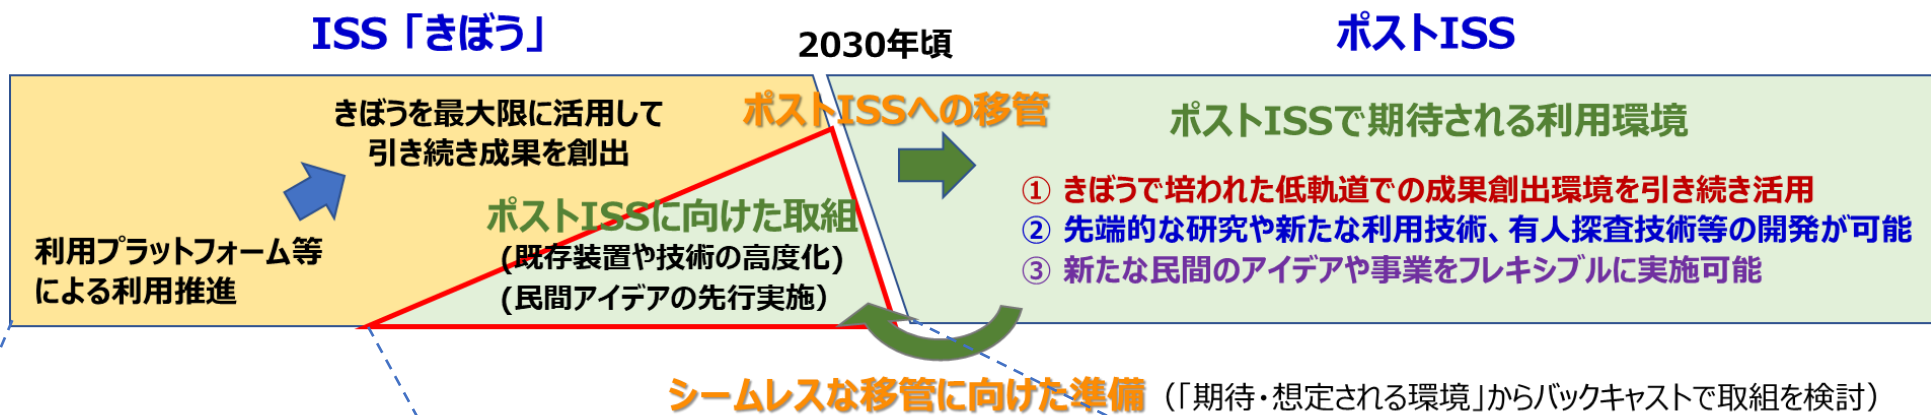 ISS「きぼう」
2030年頃
ポストISS
きぼうを最大限に活用して
引き続き成果を創出
ポストISSへの移管
ポストISSで期待される利用環境
① きぼうで培われた低軌道での成果創出環境を引き続き活用
② 先端的な研究や新たな利用技術、有人探査技術等の開発が可能
③ 新たな民間のアイデアや事業をフレキシブルに実施可能
ポストISSに向けた取組
(既存装置や技術の高度化)
(民間アイデアの先行実施）
利用プラットフォーム等
による利用推進
シームレスな移管に向けた準備（「期待・想定される環境」からバックキャストで取組を検討）